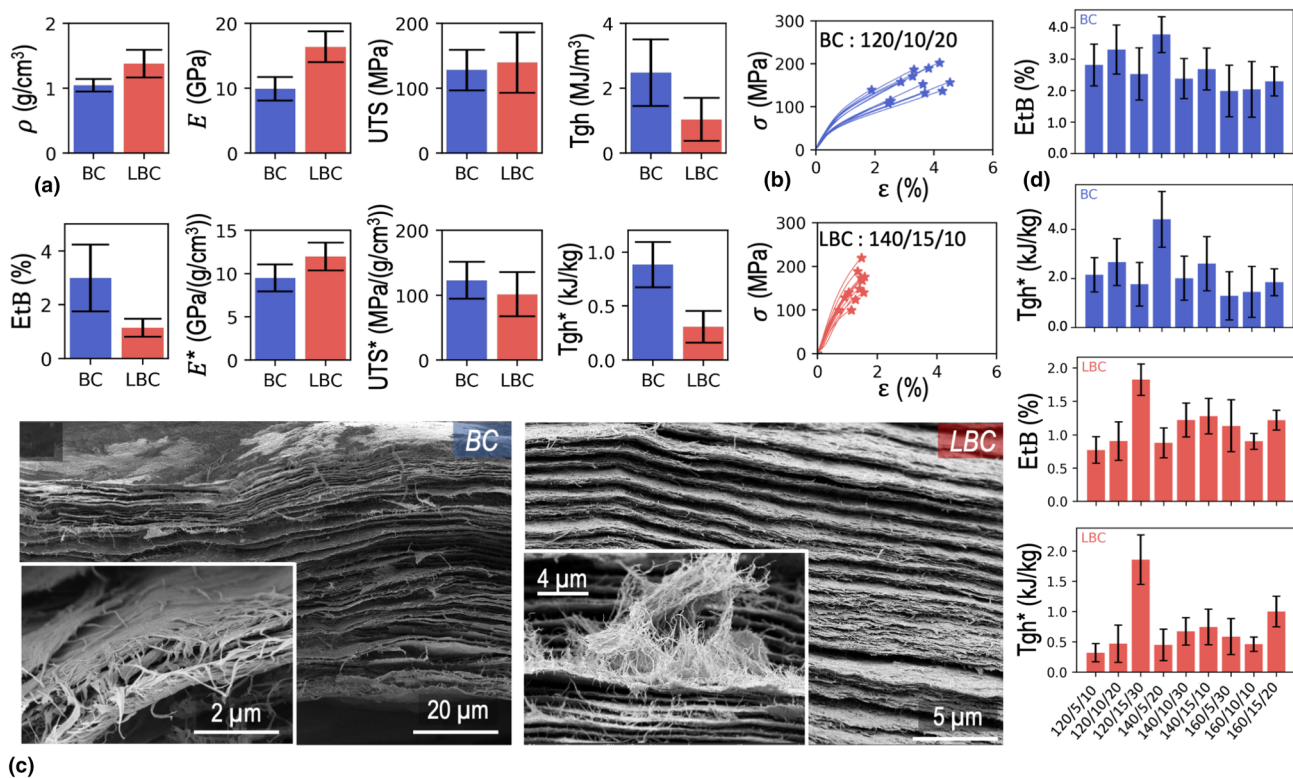 (a)
ρ (g/cm³)
2
1
0
BC LBC
E (GPa)
20
10
0
BC LBC
UTS (MPa)
200
100
0
BC LBC
Tgh (MJ/m³)
4
2
0
BC LBC
EtB (%)
4
2
0
BC LBC
E* (GPa/(g/cm³))
15
10
5
0
BC LBC
UTS* (MPa/(g/cm³))
200
100
0
BC LBC
Tgh* (kJ/kg)
1.0
0.5
0.0
BC LBC
(b)
BC : 120/10/20
σ (MPa)
300
200
100
0
0 2 4 6
ε (%)
LBC : 140/15/10
σ (MPa)
300
200
100
0
0 2 4 6
ε (%)
(c)
BC
2 μm
20 μm
LBC
4 μm
5 μm
(d)
BC
EtB (%)
4.0
3.0
2.0
1.0
0.0
BC
Tgh* (kJ/kg)
4.0
2.0
0.0
LBC
EtB (%)
2.0
1.5
1.0
0.5
0.0
LBC
Tgh* (kJ/kg)
2.0
1.5
1.0
0.5
0.0
120/5/10
120/10/20
120/15/30
140/5/20
140/10/30
140/15/10
160/5/30
160/10/10
160/15/20